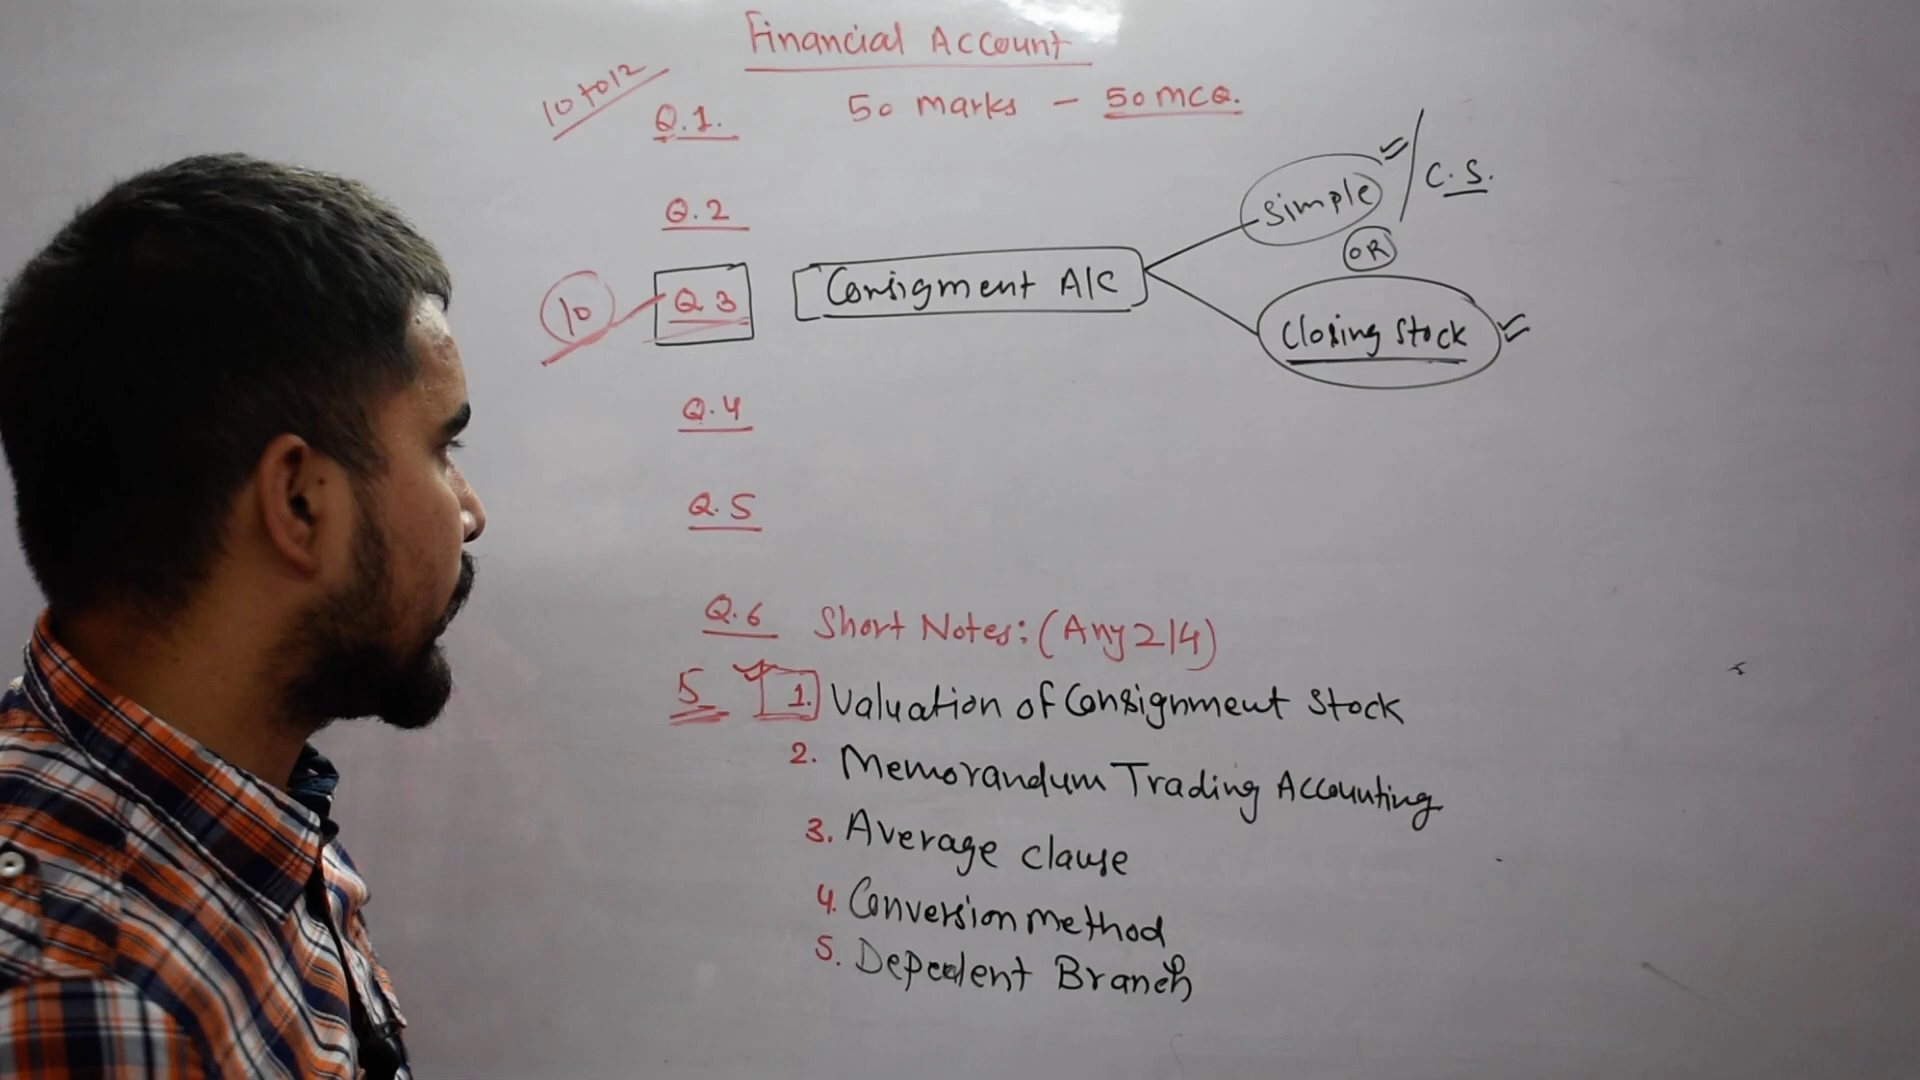 Financial Account
10 to 12
Q.1. 50 marks - 50 MCQ.
Simple / C.S.
Q.2
OR
10 Q3 Consigment A/C
Closing Stock
Q.4
Q.5
Q.6 Short Notes: (Any 2/4)
5 1. Valuation of Consignment Stock
2. Memorandum Trading Accounting
3. Average clause
4. Conversion method
5. Depedent Branch